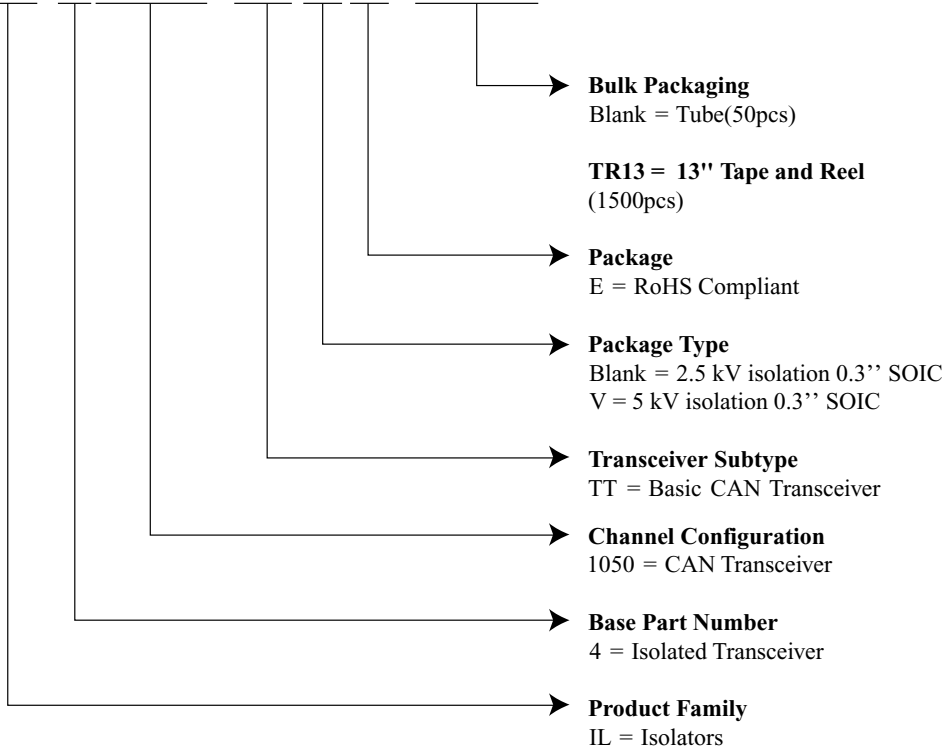 Bulk Packaging
Blank = Tube(50pcs)
TR13 = 13" Tape and Reel
(1500pcs)
Package
E = RoHS Compliant
Package Type
Blank = 2.5 kV isolation 0.3’’ SOIC
V = 5 kV isolation 0.3’’ SOIC
Transceiver Subtype
TT = Basic CAN Transceiver
Channel Configuration
1050 = CAN Transceiver
Base Part Number
4 = Isolated Transceiver
Product Family
IL = Isolators